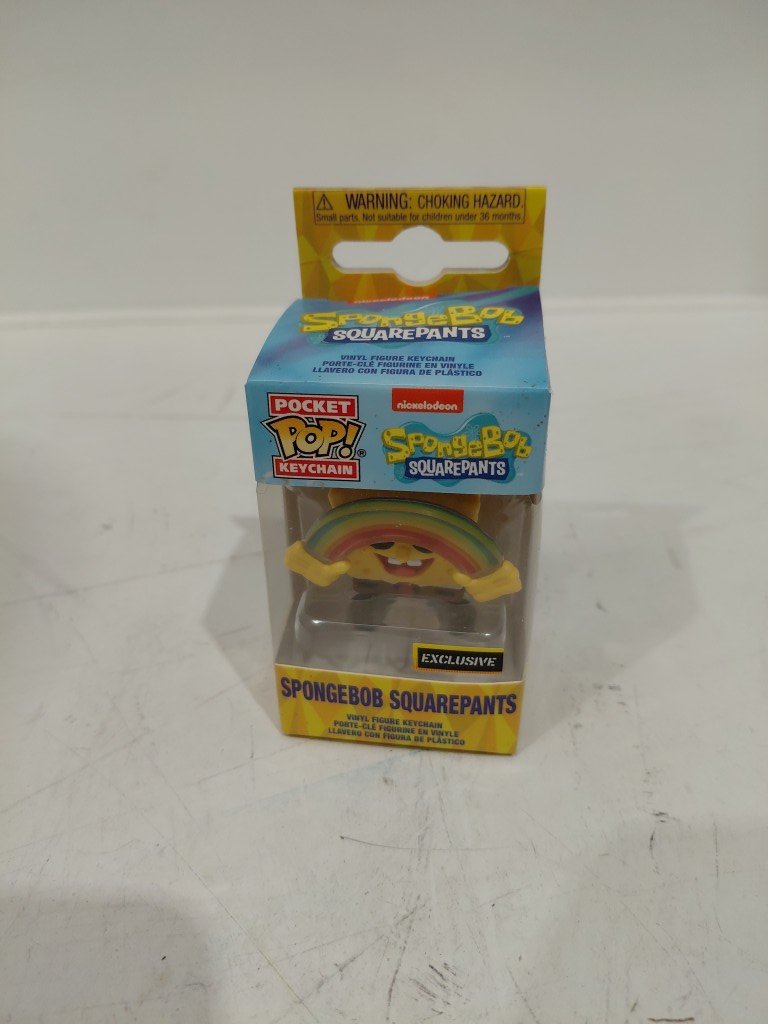 WARNING: CHOKING HAZARD.
Small parts. Not suitable for children under 36 months.
nickelodeon
SpongeBob
SQUAREPANTS
VINYL FIGURE KEYCHAIN
PORTE-CLÉ FIGURINE EN VINYLE
LLAVERO CON FIGURA DE PLÁSTICO
POCKET
POP!®
KEYCHAIN
nickelodeon
SpongeBob
SQUAREPANTS
EXCLUSIVE
SPONGEBOB SQUAREPANTS
VINYL FIGURE KEYCHAIN
PORTE-CLÉ FIGURINE EN VINYLE
LLAVERO CON FIGURA DE PLÁSTICO